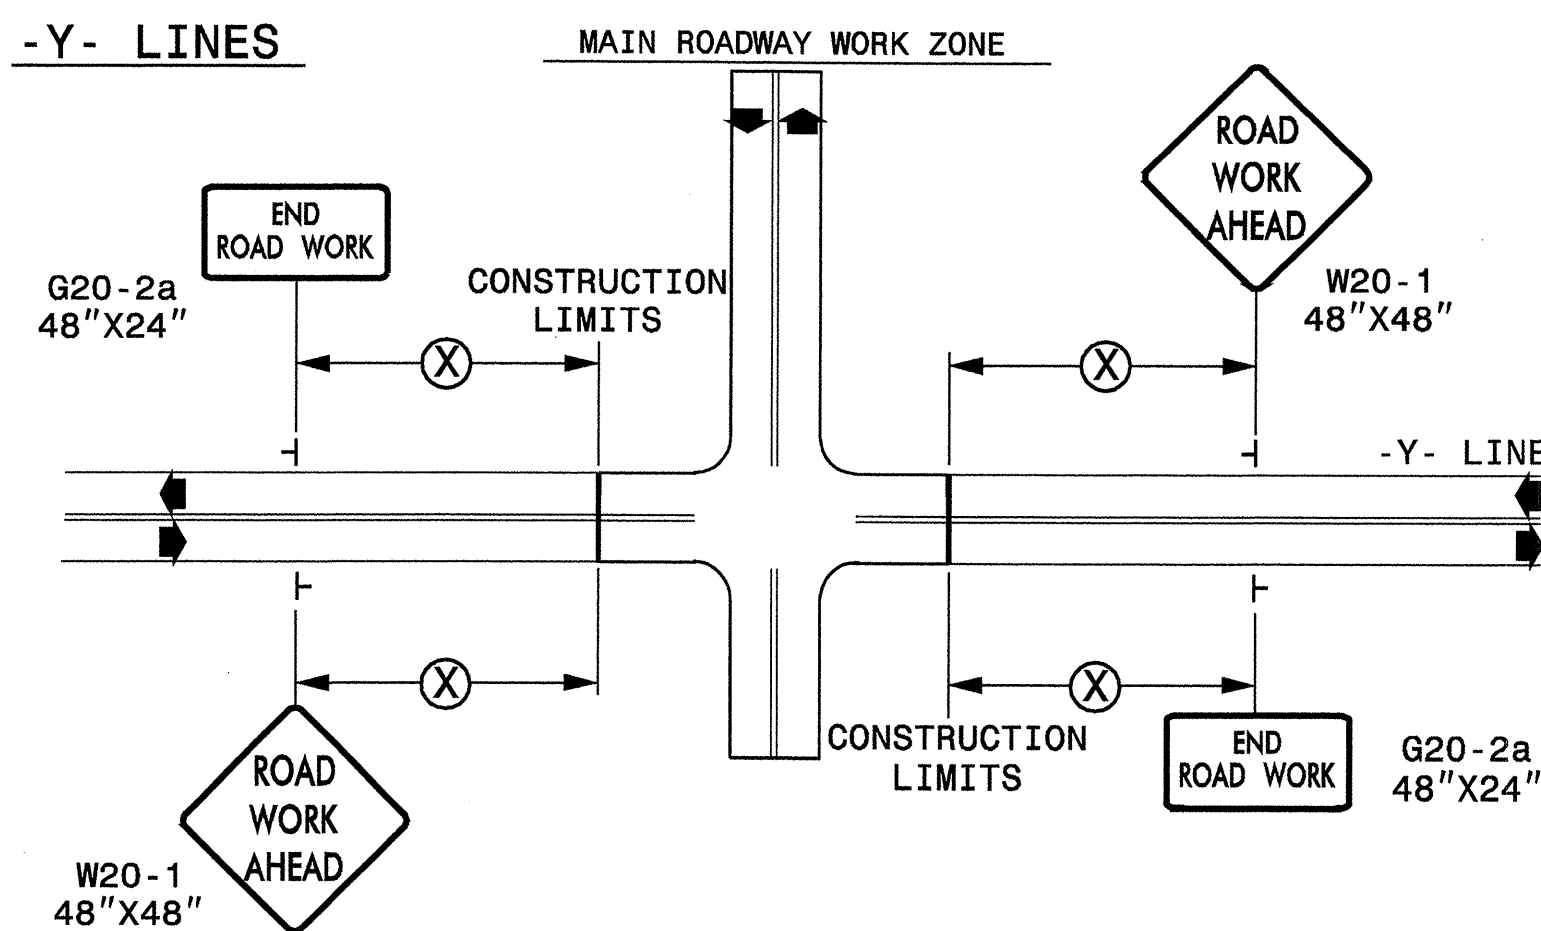 -Y- LINES
MAIN ROADWAY WORK ZONE
ROAD
WORK
AHEAD
END
ROAD WORK
G20-2a
48"X24"
CONSTRUCTION
LIMITS
W20-1
48"X48"
X
X
-Y- LINE
X
X
CONSTRUCTION
LIMITS
END
ROAD WORK
G20-2a
48"X24"
ROAD
WORK
AHEAD
W20-1
48"X48"